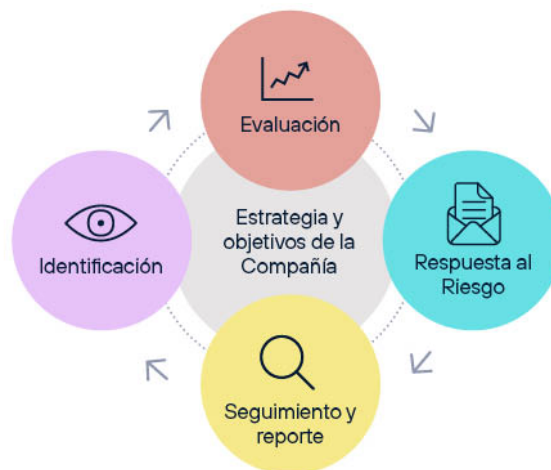 Evaluación
Identificación
Estrategia y
objetivos de la
Compañía
Respuesta al
Riesgo
Seguimiento y
reporte